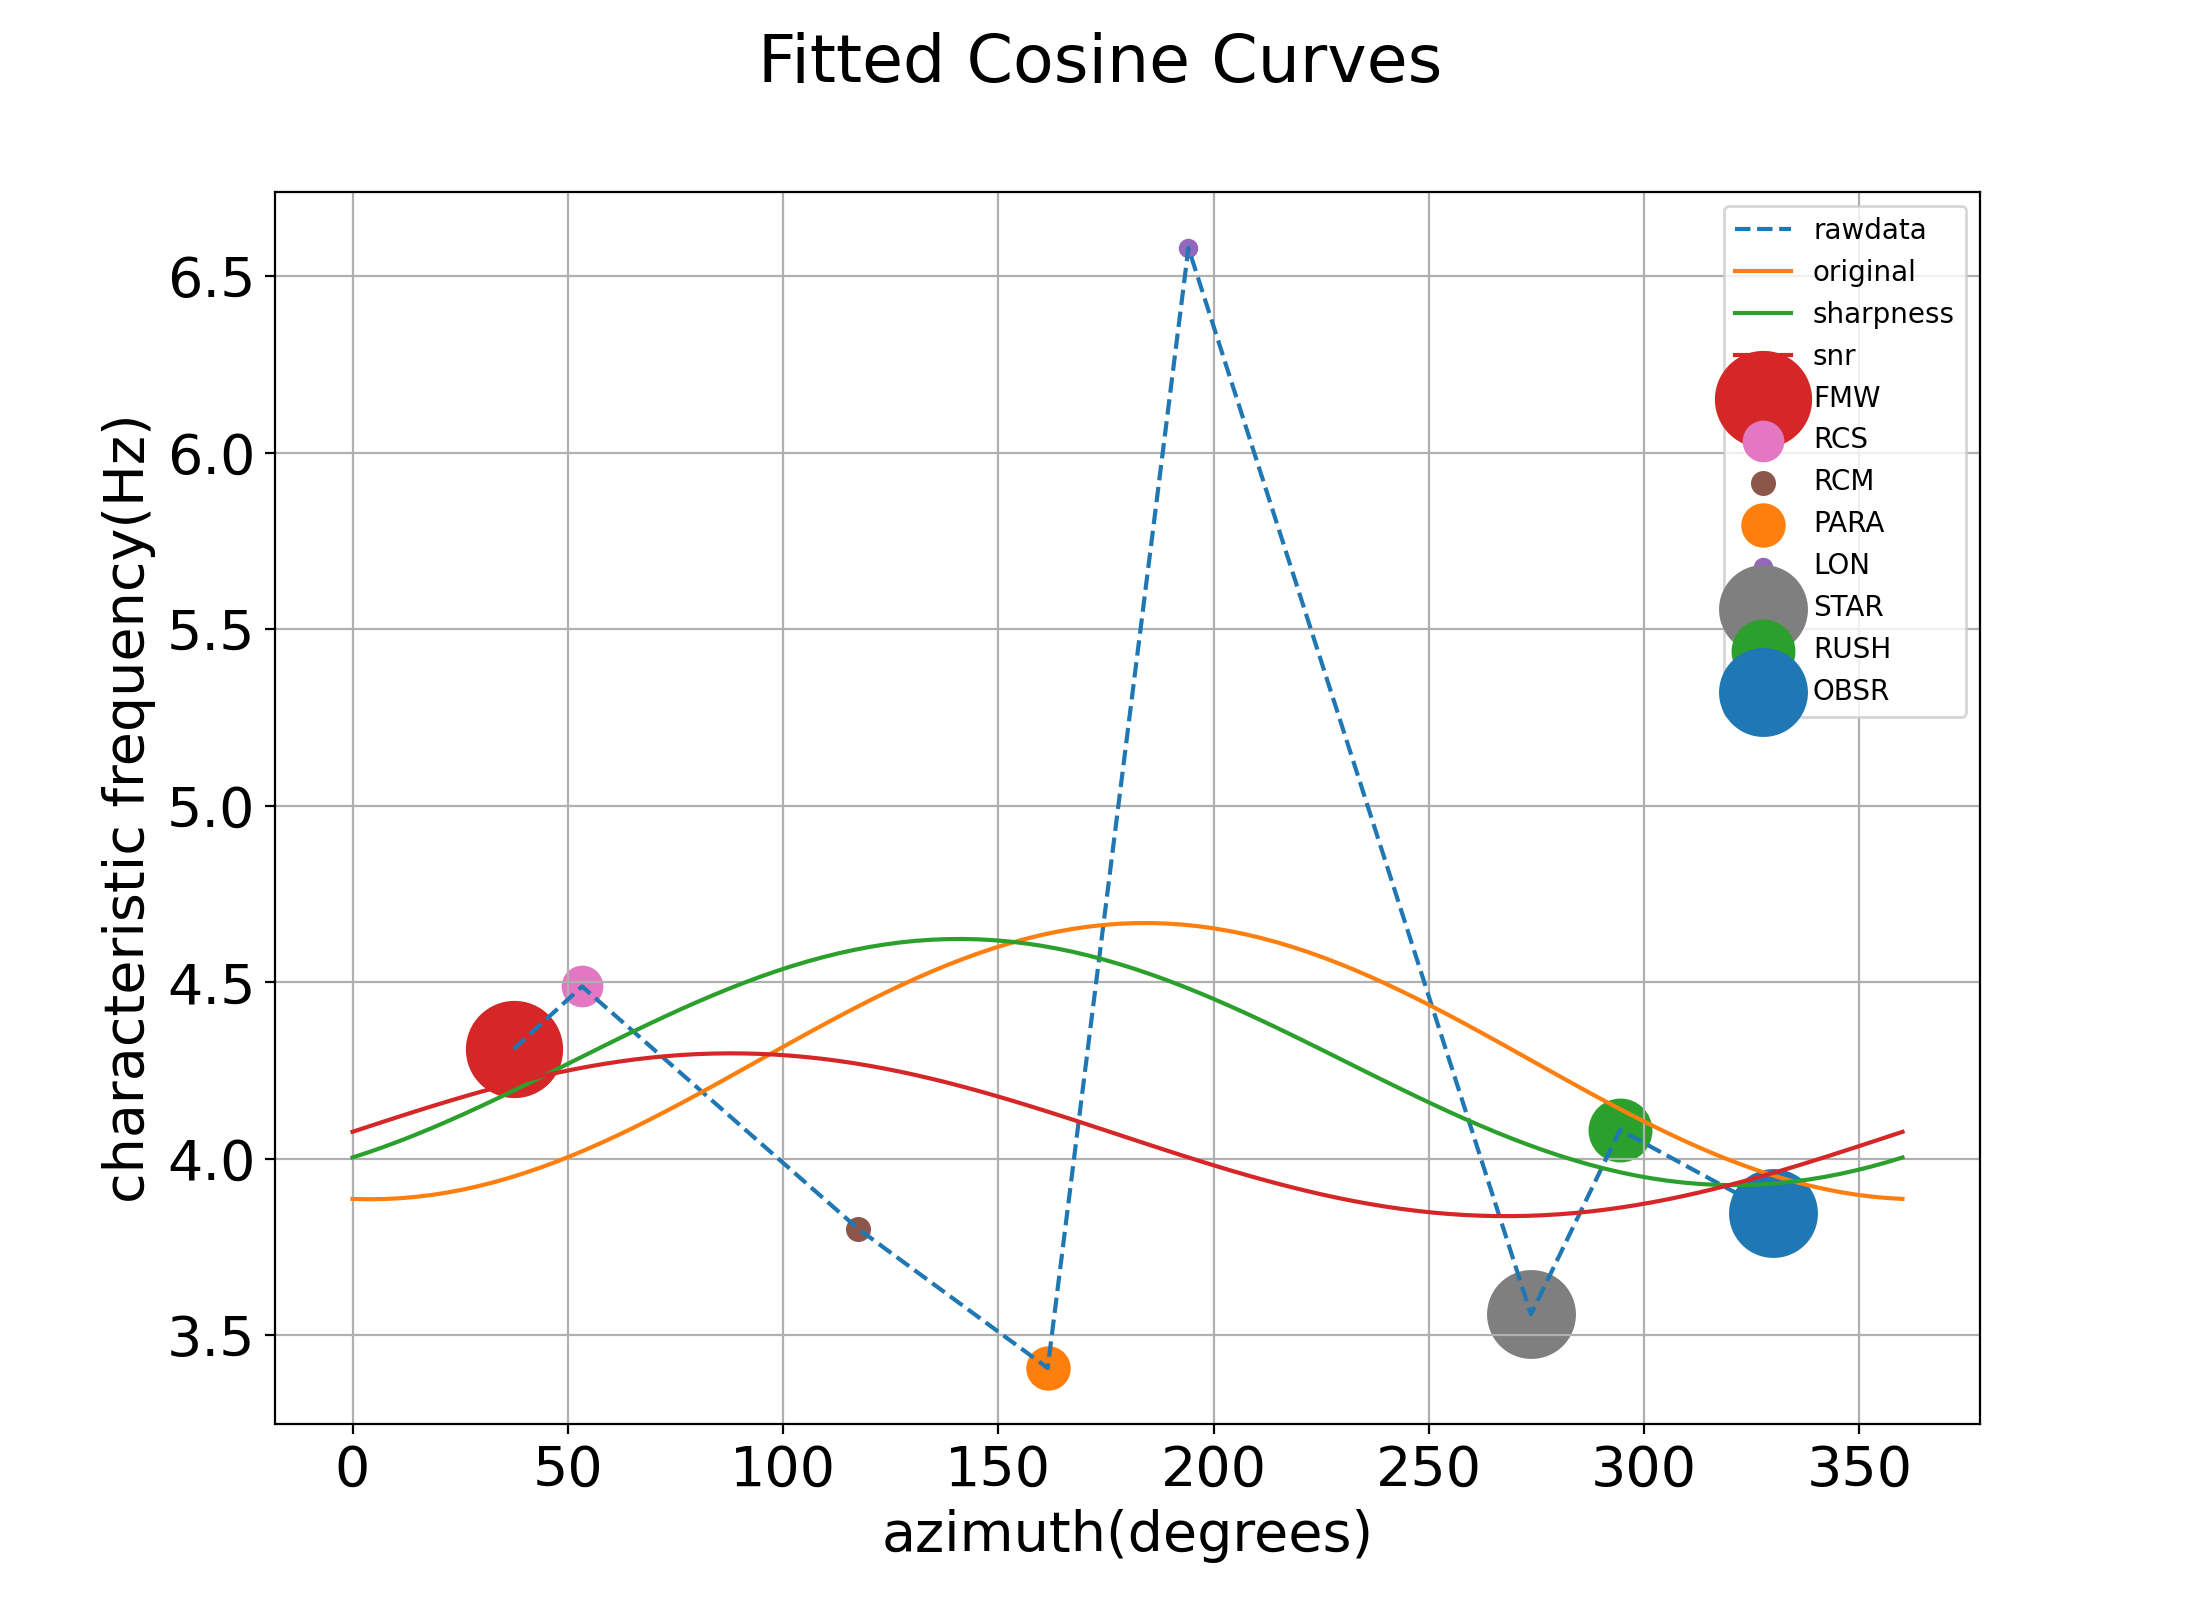 Fitted Cosine Curves
rawdata
original
sharpness
snr
FMW
RCS
RCM
PARA
LON
STAR
RUSH
OBSR
characteristic frequency(Hz)
6.5
6.0
5.5
5.0
4.5
4.0
3.5
0 50 100 150 200 250 300 350
azimuth(degrees)